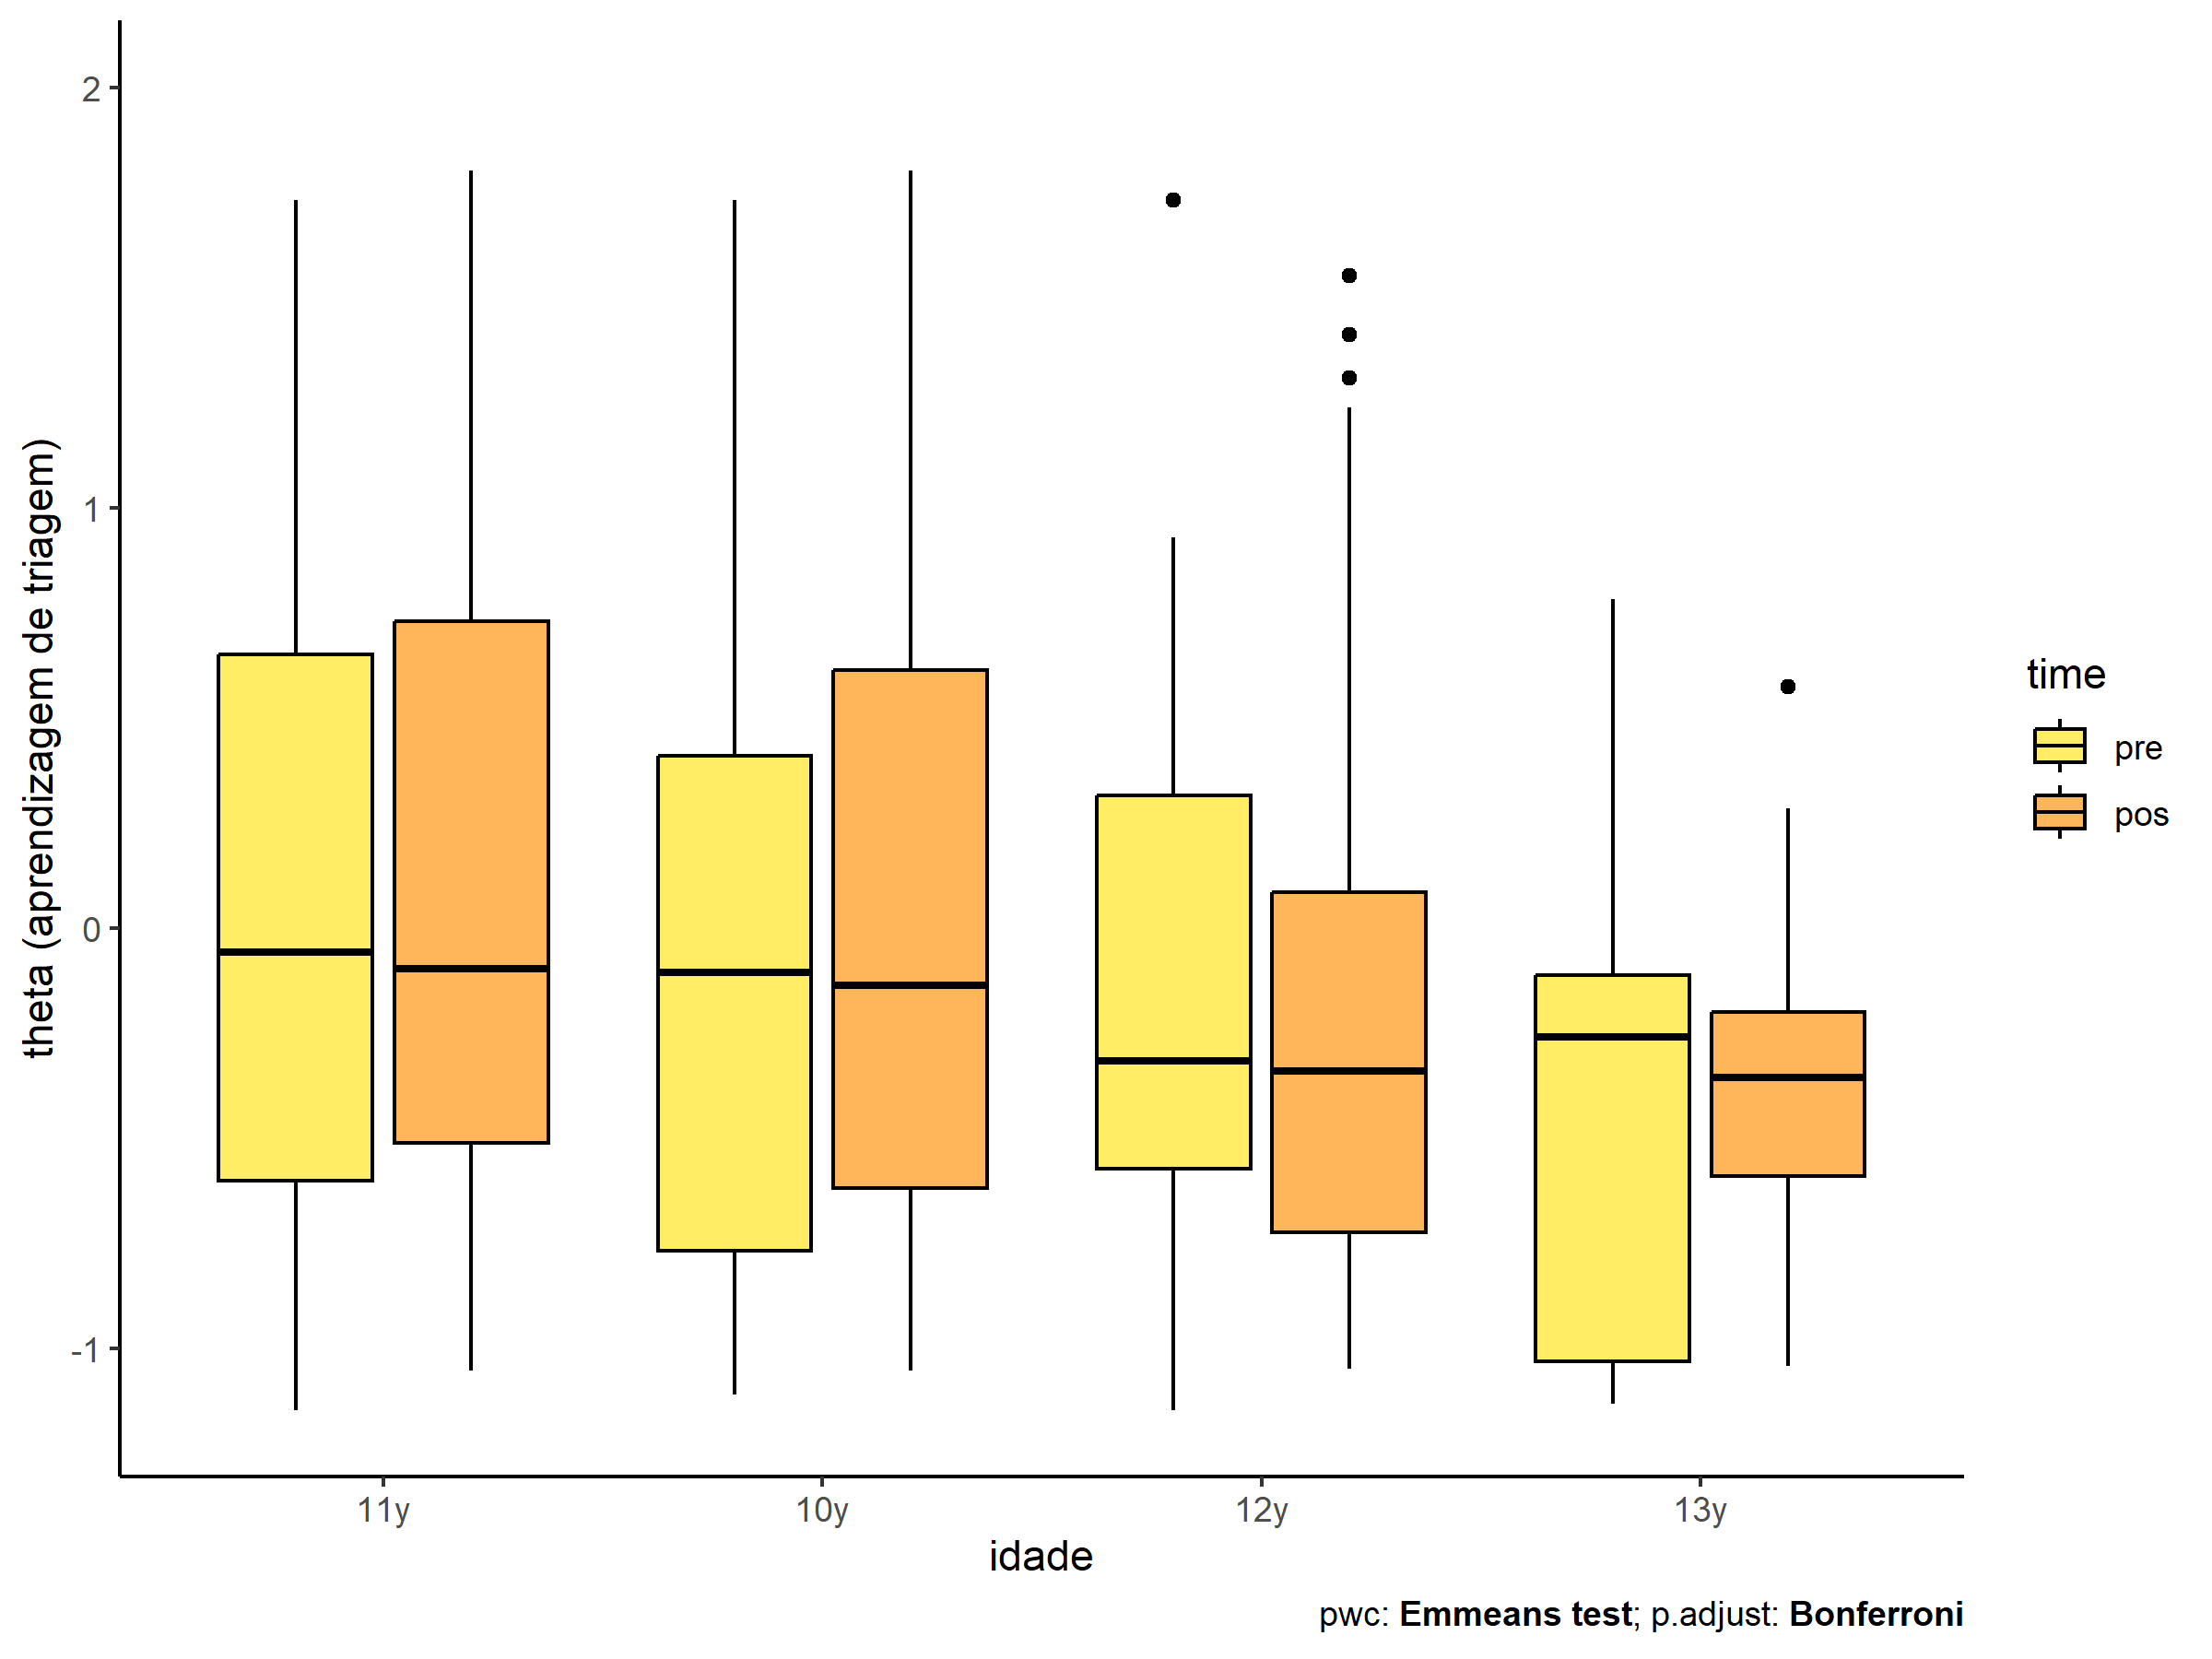 theta (aprendizagem de triagem)
2
1
0
-1
11y
10y
12y
13y
idade
time
pre
pos
pwc: Emmeans test; p.adjust: Bonferroni